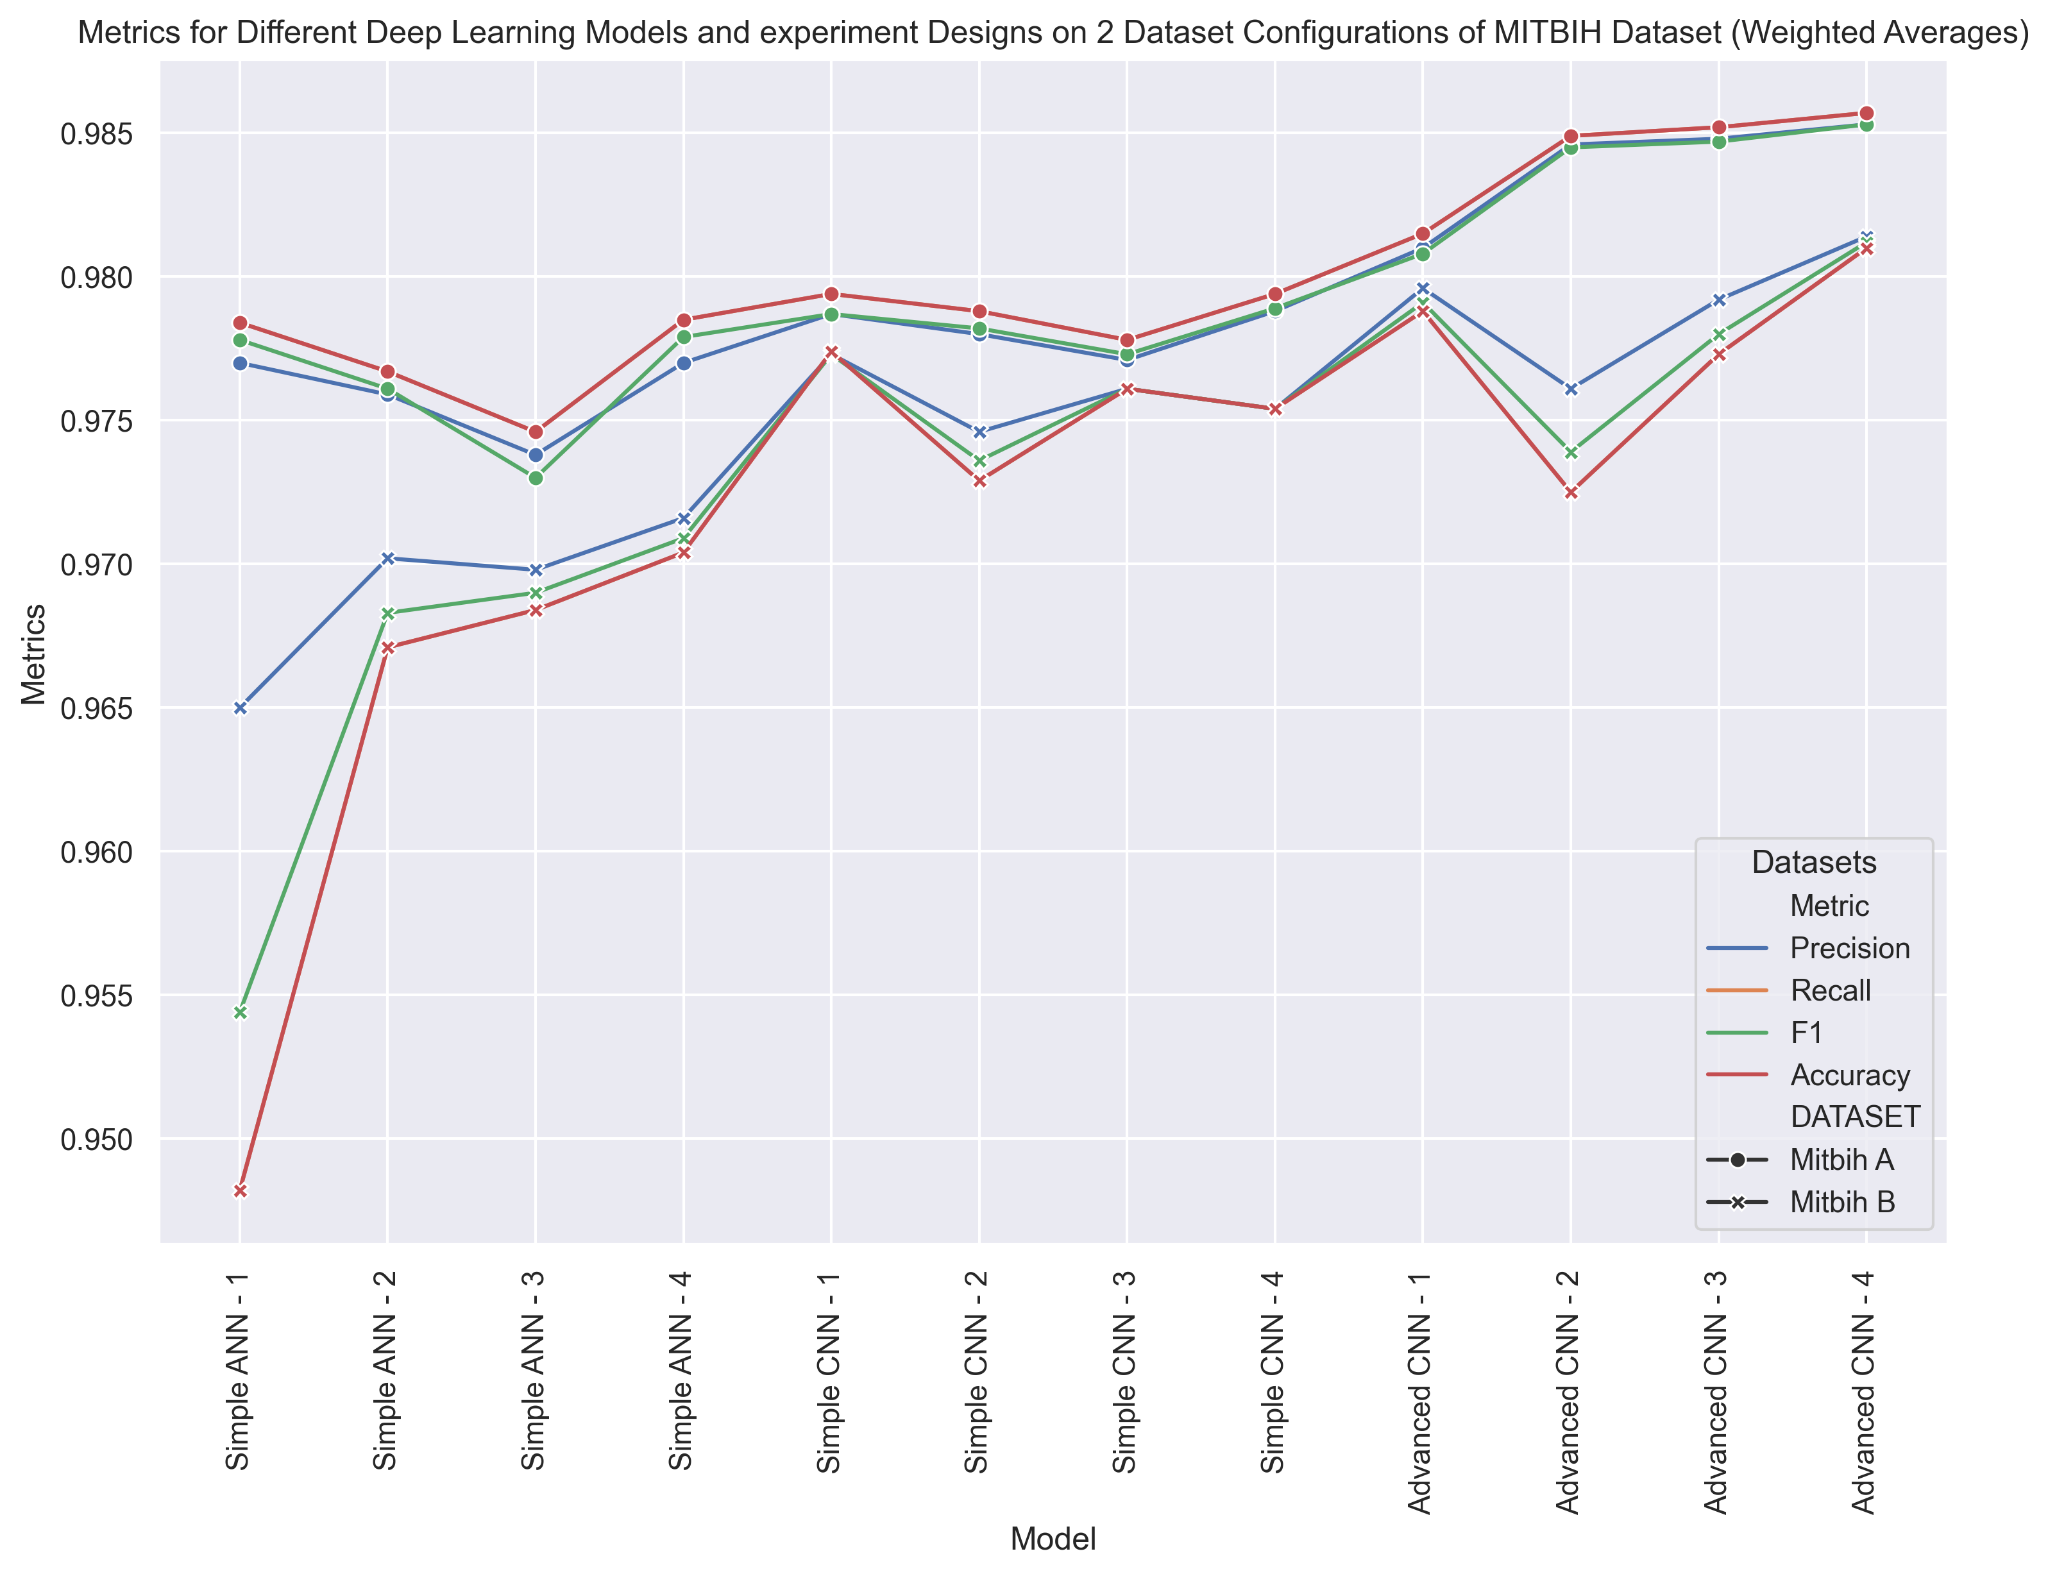 Metrics for Different Deep Learning Models and experiment Designs on 2 Dataset Configurations of MITBIH Dataset (Weighted Averages)
Metrics
0.985
0.980
0.975
0.970
0.965
0.960
0.955
0.950
Datasets
Metric
Precision
Recall
F1
Accuracy
DATASET
Mitbih A
Mitbih B
Simple ANN - 1
Simple ANN - 2
Simple ANN - 3
Simple ANN - 4
Simple CNN - 1
Simple CNN - 2
Simple CNN - 3
Simple CNN - 4
Advanced CNN - 1
Advanced CNN - 2
Advanced CNN - 3
Advanced CNN - 4
Model